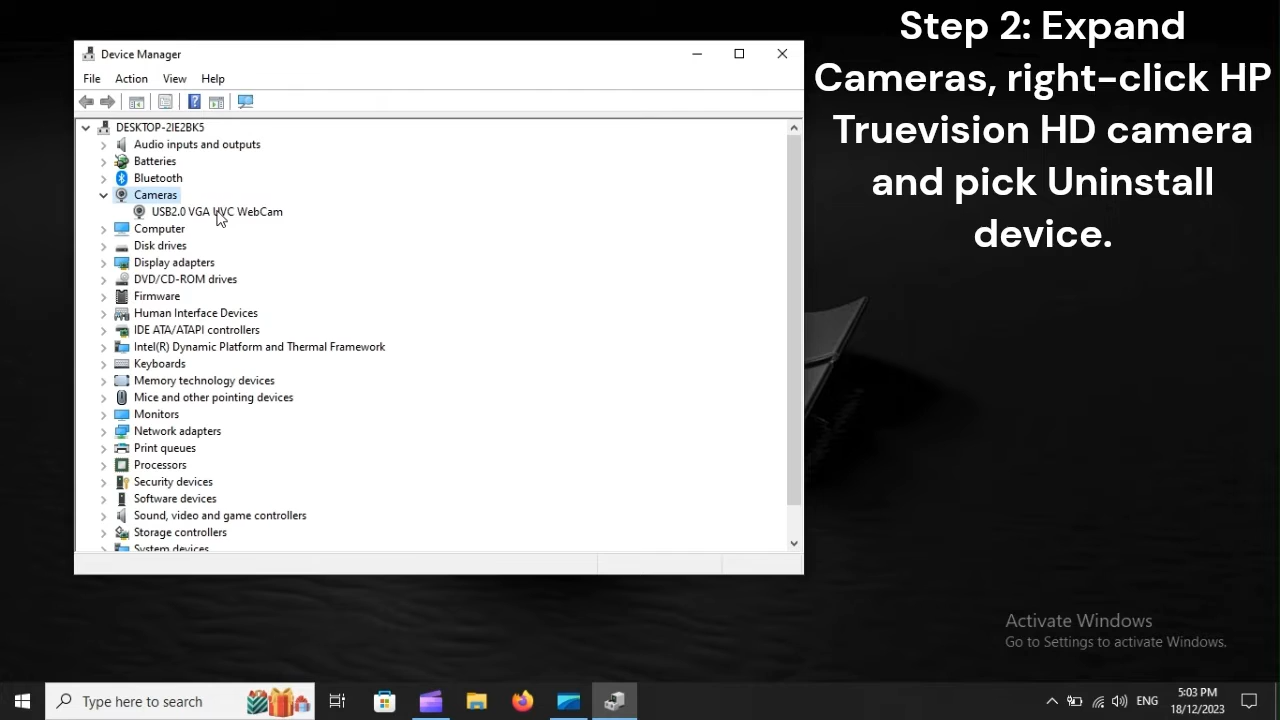 Step 2: Expand
Cameras, right-click HP
Truevision HD camera
and pick Uninstall
device.
Device Manager
File Action View Help
DESKTOP-2IE2BK5
Audio inputs and outputs
Batteries
Bluetooth
Cameras
USB2.0 VGA UVC WebCam
Computer
Disk drives
Display adapters
DVD/CD-ROM drives
Firmware
Human Interface Devices
IDE ATA/ATAPI controllers
Intel(R) Dynamic Platform and Thermal Framework
Keyboards
Memory technology devices
Mice and other pointing devices
Monitors
Network adapters
Print queues
Processors
Security devices
Software devices
Sound, video and game controllers
Storage controllers
System devices
Activate Windows
Go to Settings to activate Windows.
Type here to search
ENG
5:03 PM
18/12/2023